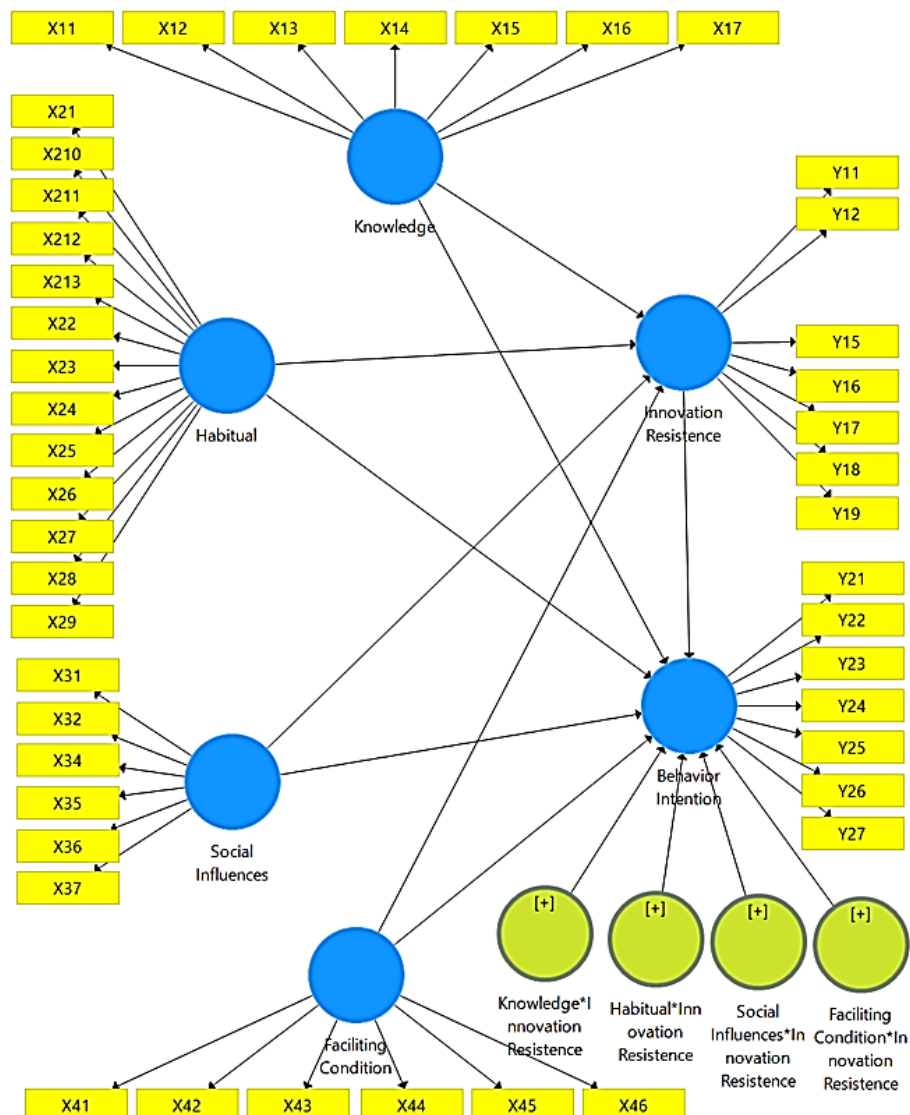 X11
X12
X13
X14
X15
X16
X17
Knowledge
X21
X210
X211
X212
X213
X22
X23
X24
X25
X26
X27
X28
X29
Habitual
Y11
Y12
Y15
Y16
Y17
Y18
Y19
Innovation
Resistence
X31
X32
X34
X35
X36
X37
Social
Influences
Y21
Y22
Y23
Y24
Y25
Y26
Y27
Behavior
Intention
[+]
Knowledge*I
nnovation
Resistence
[+]
Habitual*Inn
ovation
Resistence
[+]
Social
Influences*In
novation
Resistence
[+]
Faciliting
Condition*In
novation
Resistence
Faciliting
Condition
X41
X42
X43
X44
X45
X46